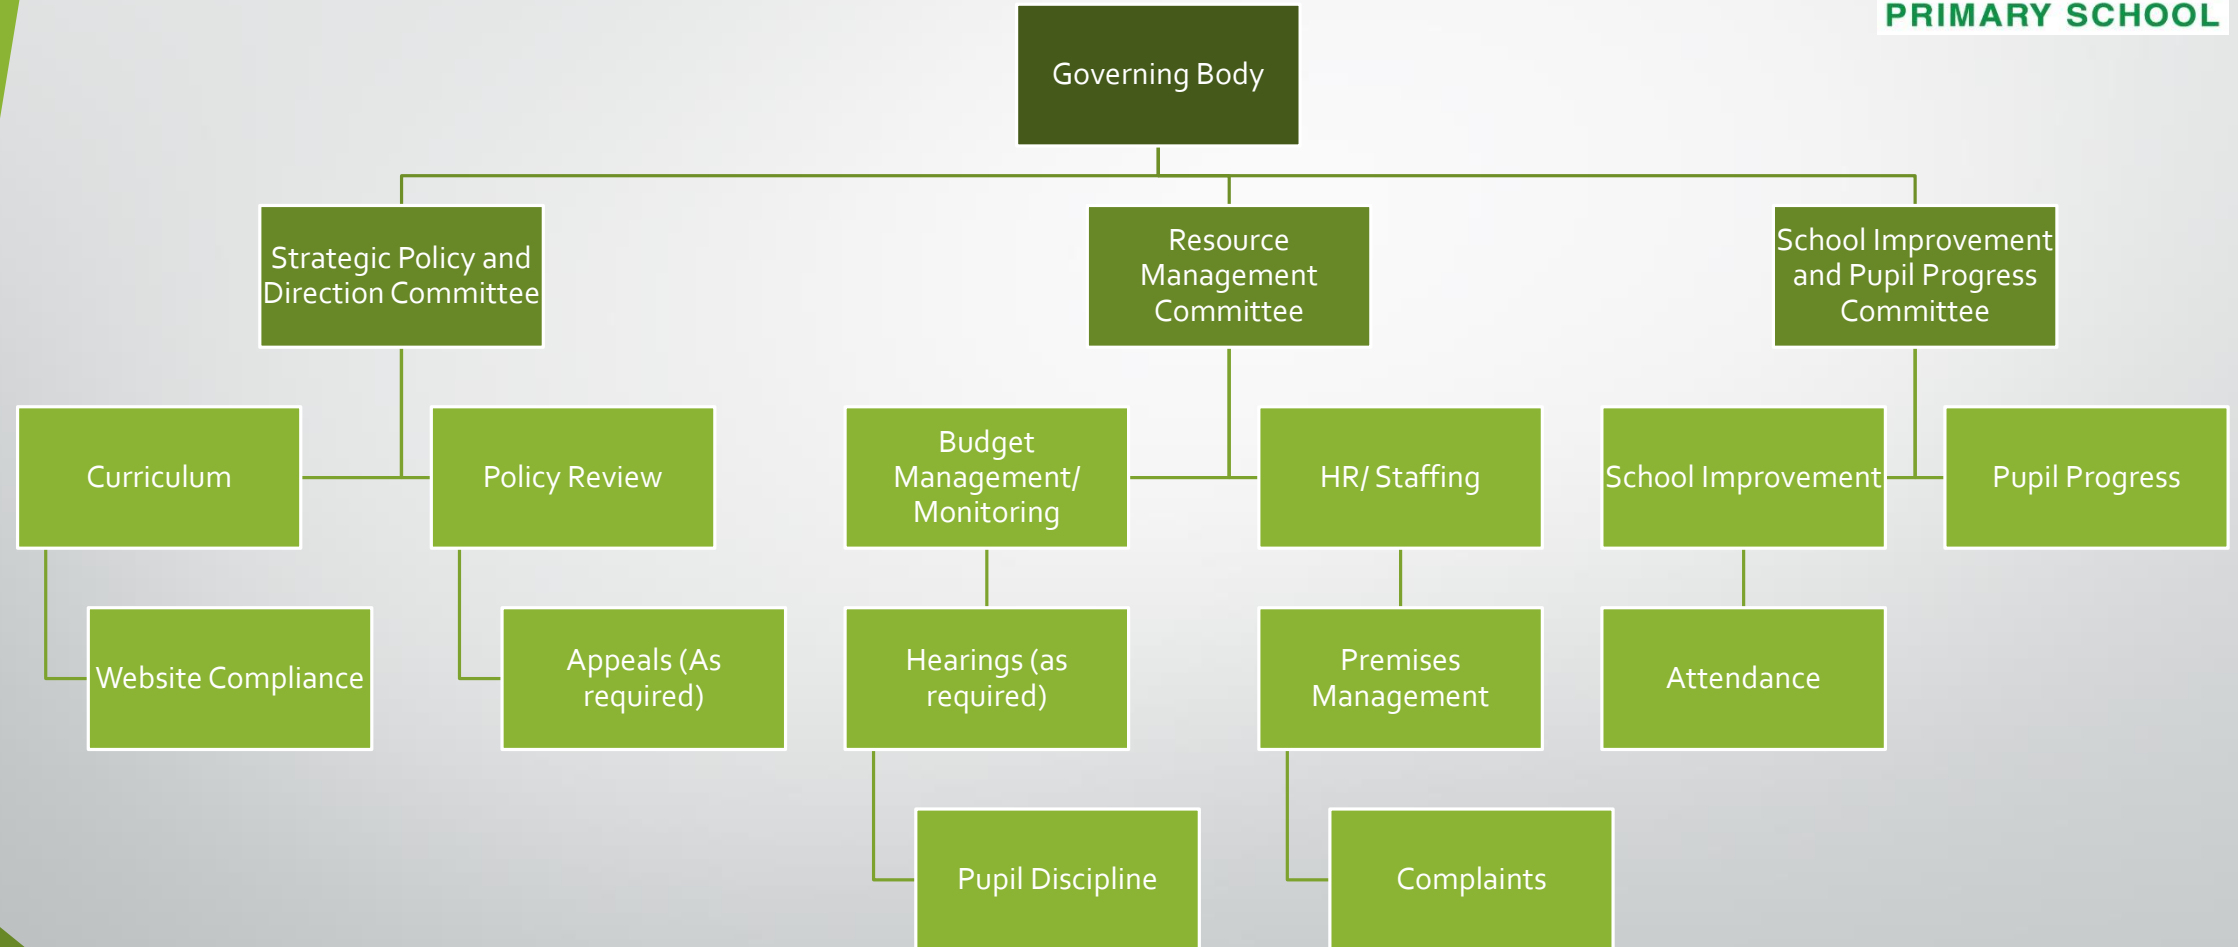 PRIMARY SCHOOL
Governing Body
Strategic Policy and
Direction Committee
Resource
Management
Committee
School Improvement
and Pupil Progress
Committee
Curriculum
Policy Review
Budget
Management/
Monitoring
HR/ Staffing
School Improvement
Pupil Progress
Website Compliance
Appeals (As
required)
Hearings (as
required)
Premises
Management
Attendance
Pupil Discipline
Complaints